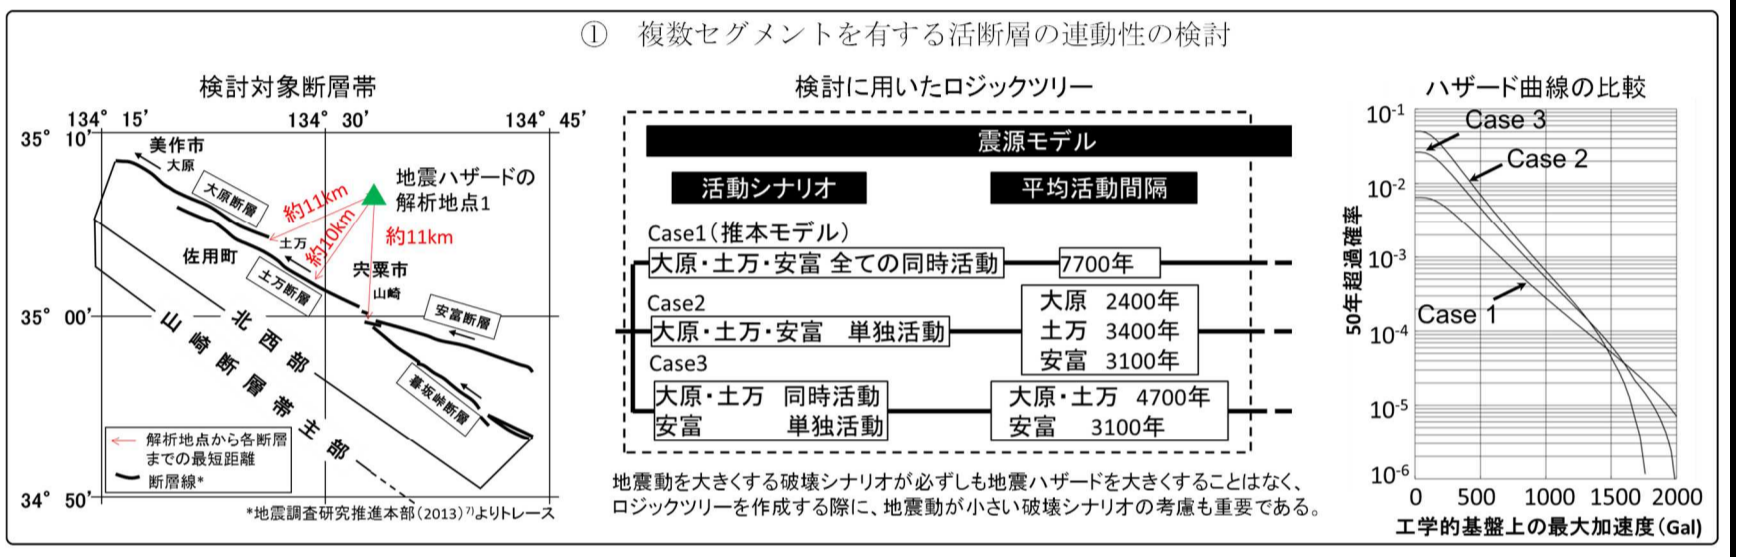 ① 複数セグメントを有する活断層の連動性の検討
検討対象断層帯
134° 15’
134° 30’
134° 45’
35° 10’
美作市
大原
大原断層
約11km
地震ハザードの
解析地点1
約10km
約11km
土万
佐用町
土万断層
宍粟市
山崎
安富断層
35° 00’
北西部
山崎断層帯主部
暮坂峠断層
解析地点から各断層
までの最短距離
断層線*
34° 50’
*地震調査研究推進本部(2013)⁷⁾よりトレース
検討に用いたロジックツリー
震源モデル
活動シナリオ
平均活動間隔
Case1(推本モデル)
大原・土万・安富 全ての同時活動
7700年
Case2
大原・土万・安富 単独活動
大原 2400年
土万 3400年
安富 3100年
Case3
大原・土万 同時活動
安富 単独活動
大原・土万 4700年
安富 3100年
地震動を大きくする破壊シナリオが必ずしも地震ハザードを大きくすることはなく、
ロジックツリーを作成する際に、地震動が小さい破壊シナリオの考慮も重要である。
ハザード曲線の比較
10⁻¹
10⁻²
10⁻³
10⁻⁴
10⁻⁵
10⁻⁶
50年超過確率
Case 3
Case 2
Case 1
0 500 1000 1500 2000
工学的基盤上の最大加速度(Gal)